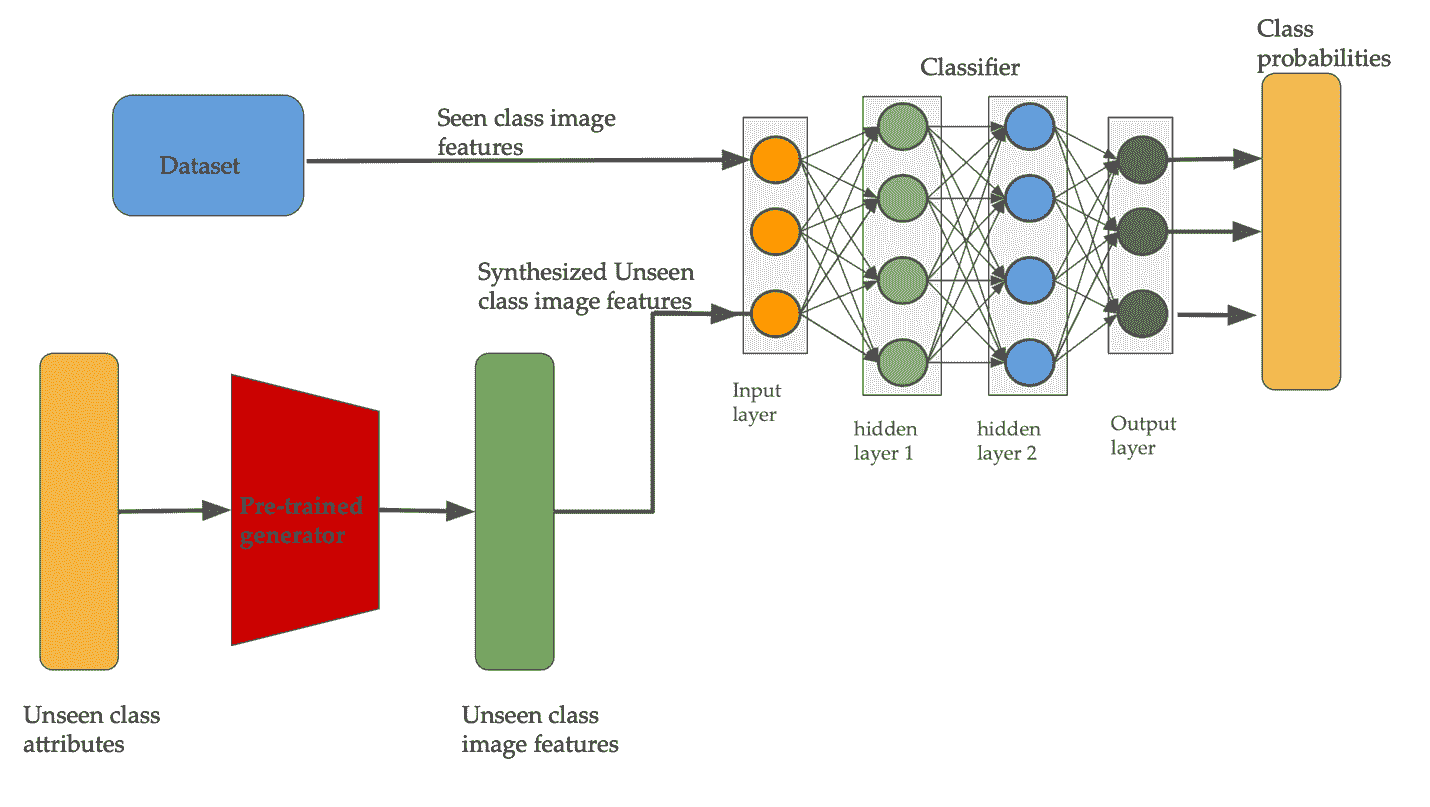 Class
probabilities
Classifier
Seen class image
features
Dataset
Synthesized Unseen
class image features
Input
layer
hidden
layer 1
hidden
layer 2
Output
layer
Pre-trained
generator
Unseen class
attributes
Unseen class
image features